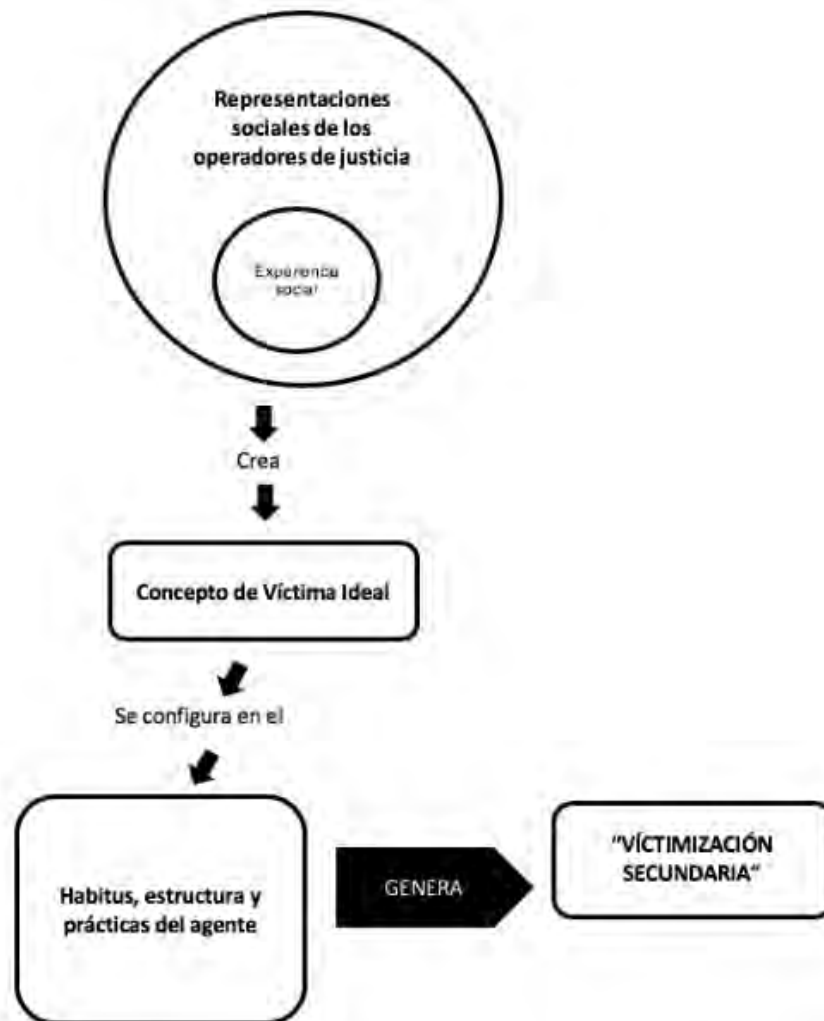 Representaciones
sociales de los
operadores de justicia
Experiencia
social
Crea
Concepto de Víctima Ideal
Se configura en el
Habitus, estructura y
prácticas del agente
GENERA
"VÍCTIMIZACIÓN
SECUNDARIA"